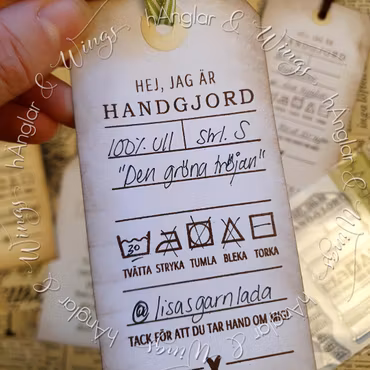 HEJ, JAG ÄR
HANDGJORD
100% ull Strl. S
"Den gröna tröjan"
30
TVÄTTA STRYKA TUMLA BLEKA TORKA
@lisasgarnlada
TACK FÖR ATT DU TAR HAND OM MIG!
hÄnglar & Wings